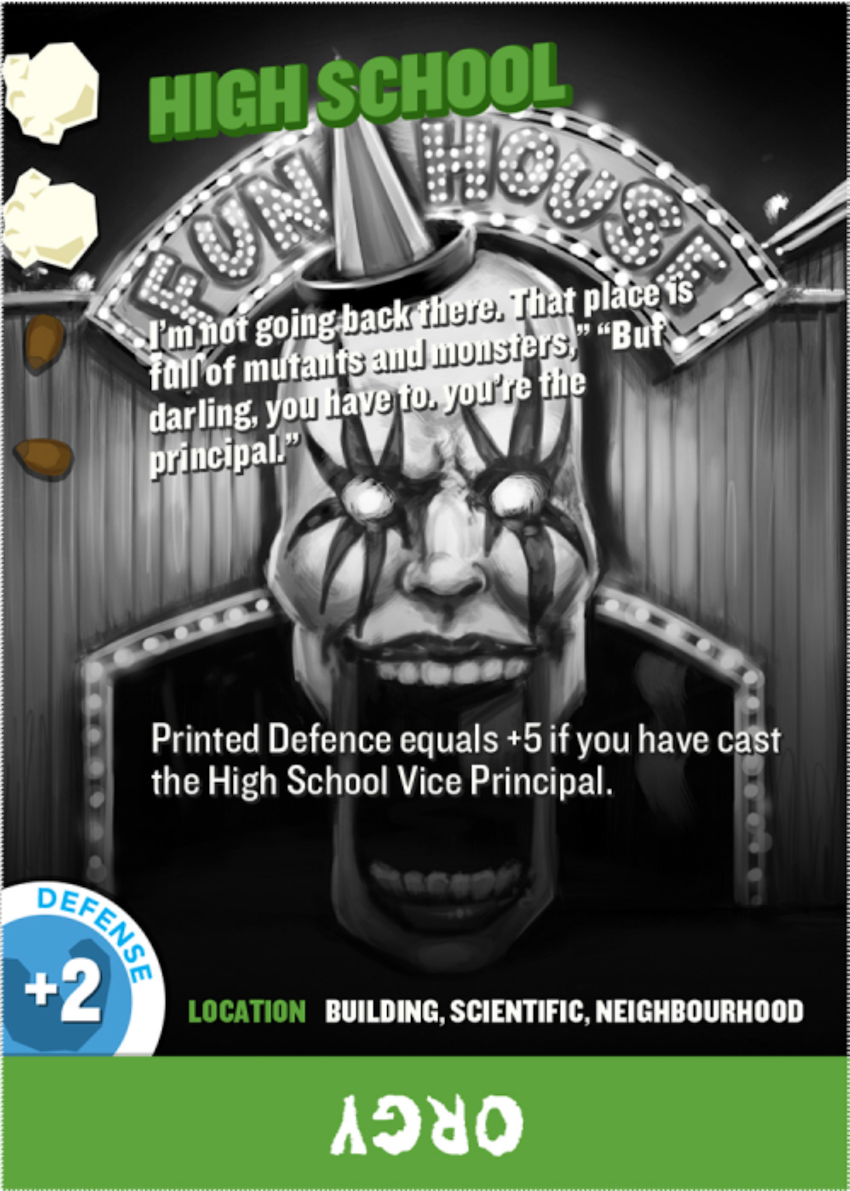 HIGH SCHOOL
FUN HOUSE
I'm not going back there. That place is
full of mutants and monsters,” “But
darling, you have to. you're the
principal.”
Printed Defence equals +5 if you have cast
the High School Vice Principal.
DEFENSE
+2
LOCATION BUILDING, SCIENTIFIC, NEIGHBOURHOOD
ORGY